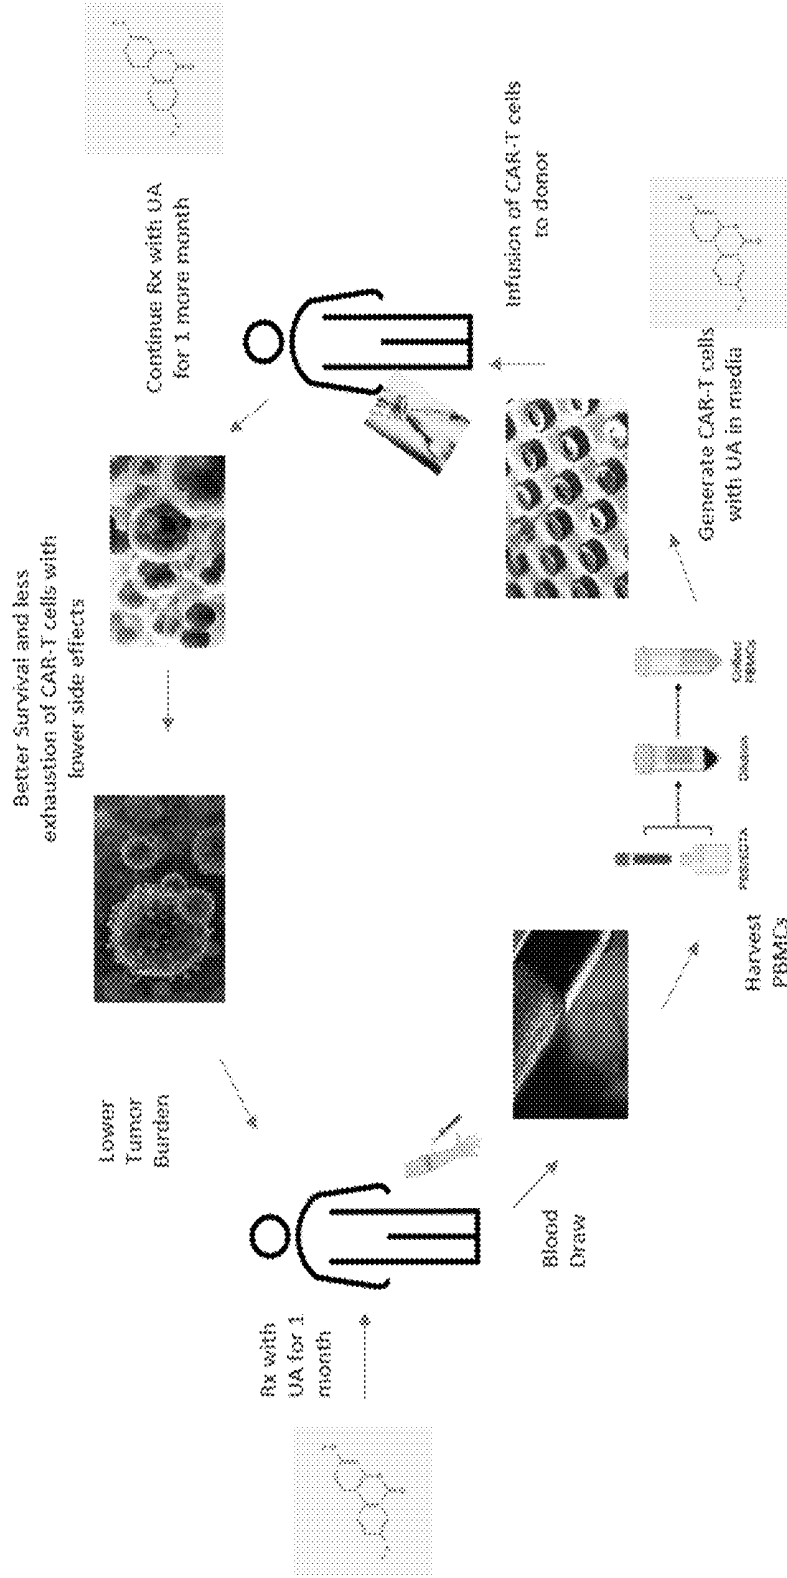 Rx with
UA for 1
month
Blood
Draw
Harvest
PBMCs
Generate CAR-T cells
with UA in media
Infusion of CAR-T cells
to donor
Continue Rx with UA
for 1 more month
Better Survival and less
exhaustion of CAR-T cells with
lower side effects
Lower
Tumor
Burden